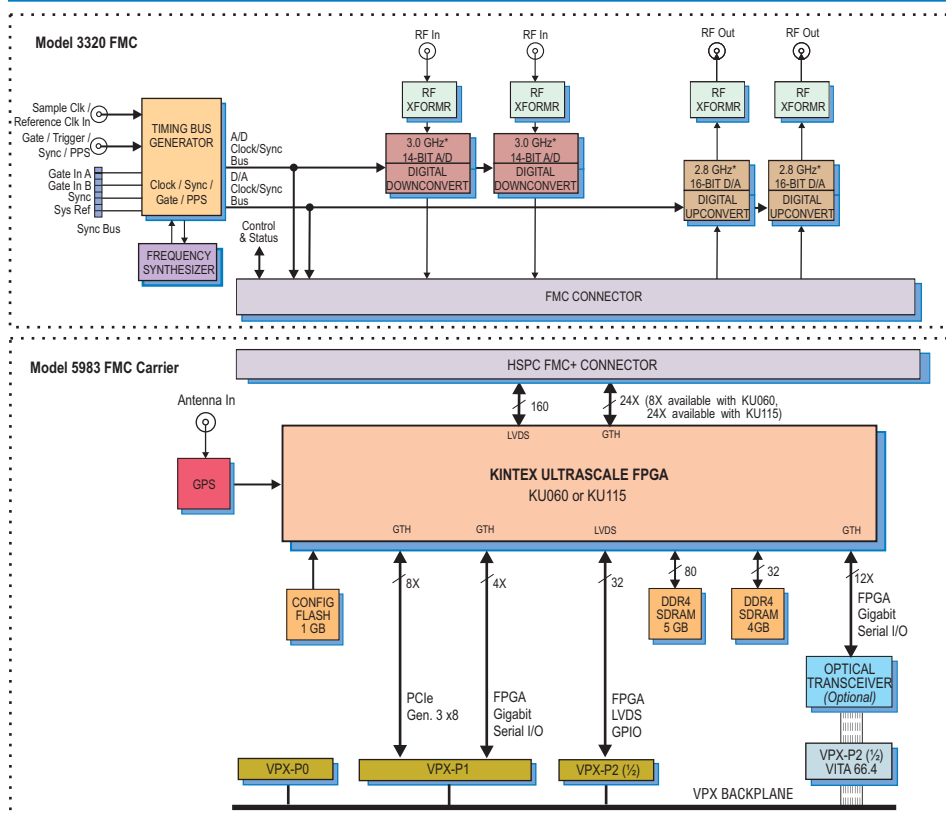 Model 3320 FMC
RF In
RF In
RF Out
RF Out
Sample Clk /
Reference Clk In
Gate / Trigger /
Sync / PPS
Gate In A
Gate In B
Sync
Sys Ref
Sync Bus
TIMING BUS
GENERATOR
Clock / Sync /
Gate / PPS
FREQUENCY
SYNTHESIZER
A/D
Clock/Sync
Bus
D/A
Clock/Sync
Bus
Control
& Status
RF
XFORMR
RF
XFORMR
RF
XFORMR
RF
XFORMR
3.0 GHz*
14-BIT A/D
DIGITAL
DOWNCONVERT
3.0 GHz*
14-BIT A/D
DIGITAL
DOWNCONVERT
2.8 GHz*
16-BIT D/A
DIGITAL
UPCONVERT
2.8 GHz*
16-BIT D/A
DIGITAL
UPCONVERT
FMC CONNECTOR
Model 5983 FMC Carrier
HSPC FMC+ CONNECTOR
Antenna In
GPS
160
24X (8X available with KU060,
24X available with KU115)
LVDS
GTH
KINTEX ULTRASCALE FPGA
KU060 or KU115
GTH
GTH
LVDS
GTH
8X
4X
32
80
32
12X
CONFIG
FLASH
1 GB
DDR4
SDRAM
5 GB
DDR4
SDRAM
4GB
FPGA
Gigabit
Serial I/O
OPTICAL
TRANSCEIVER
(Optional)
PCIe
Gen. 3 x8
FPGA
Gigabit
Serial I/O
FPGA
LVDS
GPIO
VPX-P0
VPX-P1
VPX-P2 (½)
VPX-P2 (½)
VITA 66.4
VPX BACKPLANE